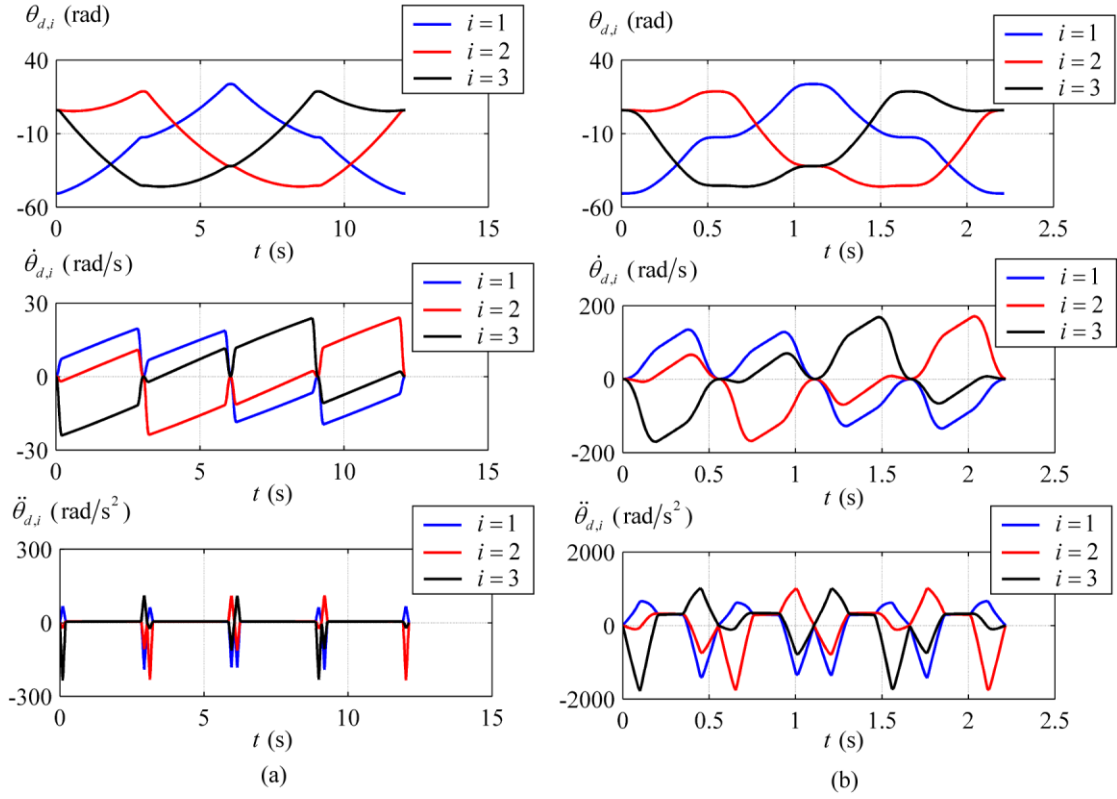 θ_{d,i} (rad)
i = 1
i = 2
i = 3
40
-10
-60
0
5
10
15
t (s)
θ̇_{d,i} (rad/s)
i = 1
i = 2
i = 3
30
0
-30
0
5
10
15
t (s)
θ̈_{d,i} (rad/s²)
i = 1
i = 2
i = 3
300
0
-300
0
5
10
15
t (s)
(a)
θ_{d,i} (rad)
i = 1
i = 2
i = 3
40
-10
-60
0
0.5
1
1.5
2
2.5
t (s)
θ̇_{d,i} (rad/s)
i = 1
i = 2
i = 3
200
0
-200
0
0.5
1
1.5
2
2.5
t (s)
θ̈_{d,i} (rad/s²)
i = 1
i = 2
i = 3
2000
0
-2000
0
0.5
1
1.5
2
2.5
t (s)
(b)